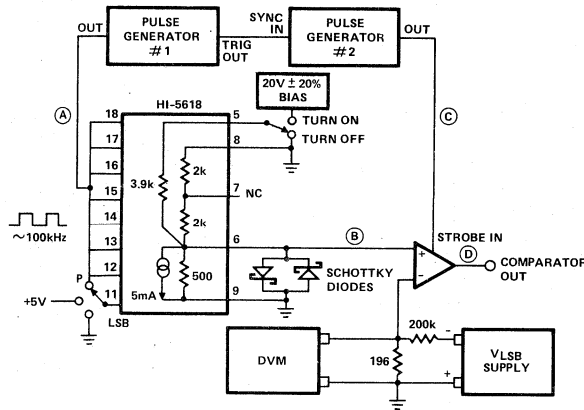 OUT
PULSE
GENERATOR
#1
TRIG
OUT
SYNC
IN
PULSE
GENERATOR
#2
OUT
20V ± 20%
BIAS
HI-5618
A
C
18
5
TURN ON
TURN OFF
17
8
16
3.9k
2k
15
7
NC
14
2k
13
6
B
STROBE IN
~100kHz
12
+
D
COMPARATOR
OUT
P
500
SCHOTTKY
DIODES
−
+5V
11
5mA
9
LSB
200k
−
DVM
196
VLSB
SUPPLY
+